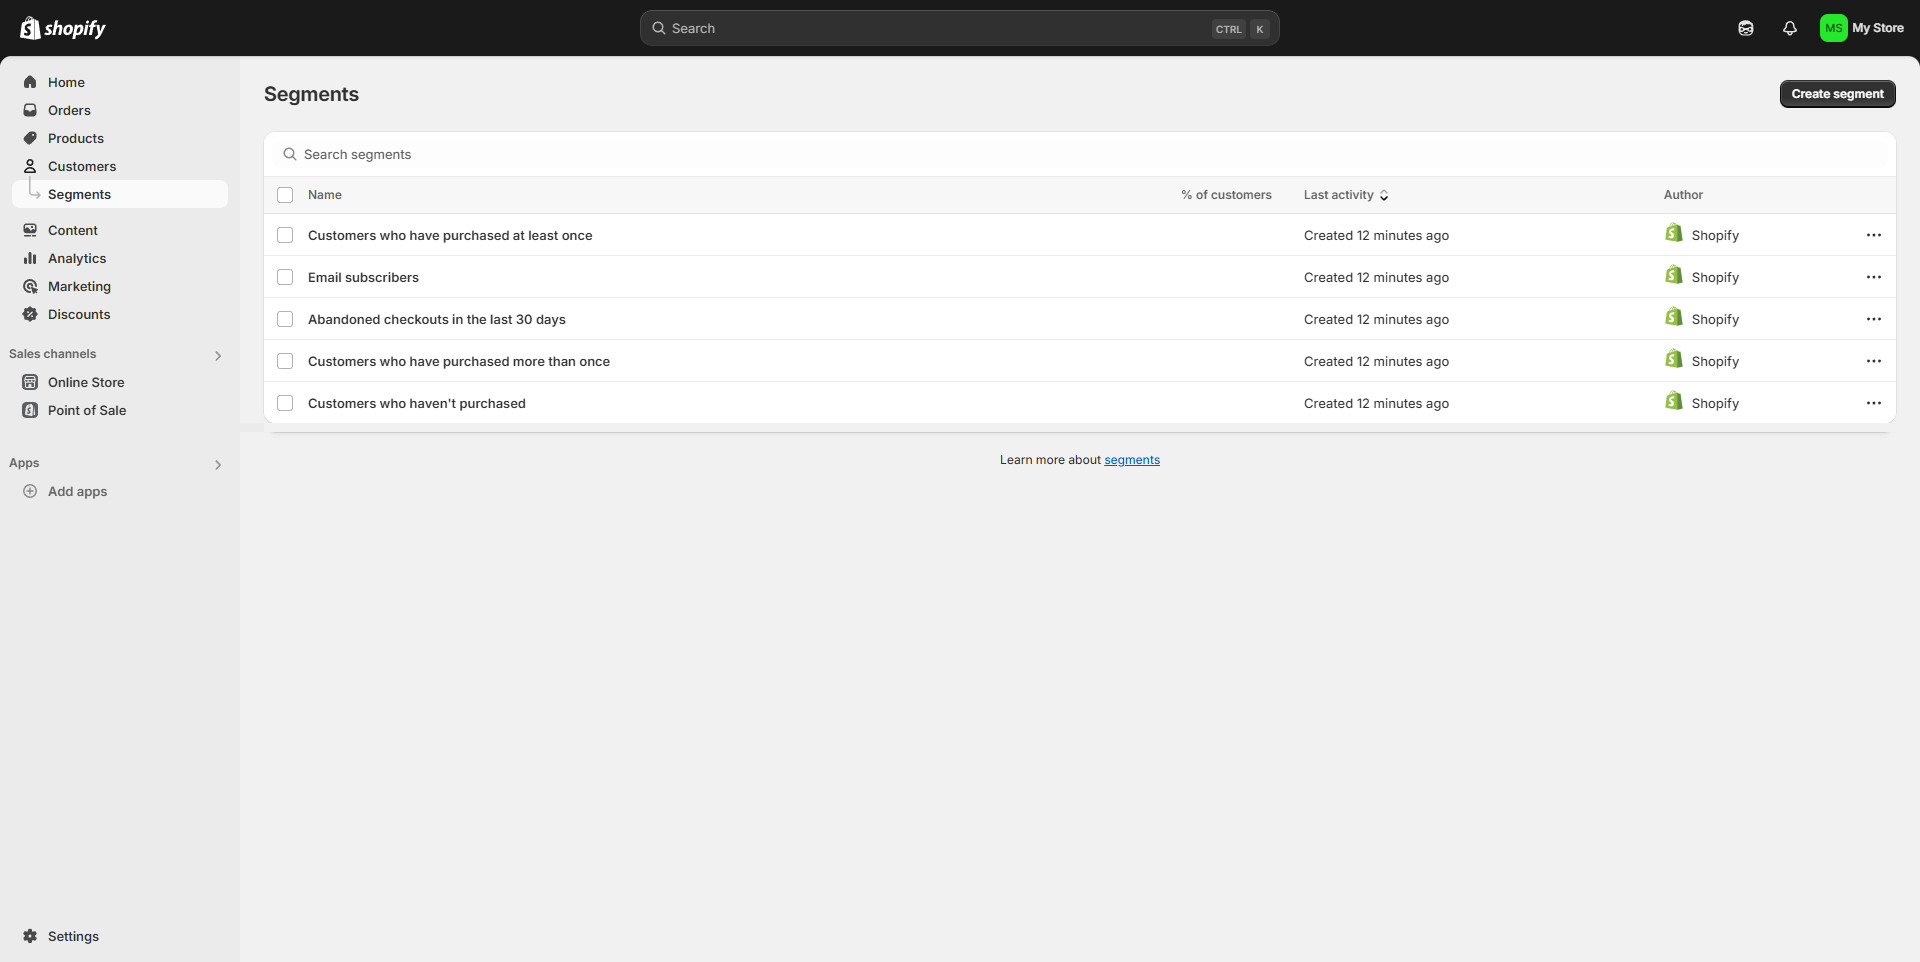 shopify
Search
CTRL K
MS My Store
Home
Orders
Products
Customers
Segments
Content
Analytics
Marketing
Discounts
Sales channels
Online Store
Point of Sale
Apps
Add apps
Settings
Segments
Create segment
Search segments
Name % of customers Last activity Author
Customers who have purchased at least once Created 12 minutes ago Shopify
Email subscribers Created 12 minutes ago Shopify
Abandoned checkouts in the last 30 days Created 12 minutes ago Shopify
Customers who have purchased more than once Created 12 minutes ago Shopify
Customers who haven't purchased Created 12 minutes ago Shopify
Learn more about segments